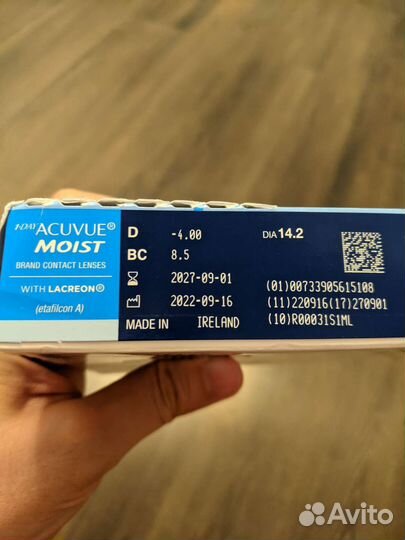 1-DAY ACUVUE®
MOIST
BRAND CONTACT LENSES
WITH LACREON®
(etafilcon A)
D -4.00 DIA 14.2
BC 8.5
2027-09-01
2022-09-16
MADE IN IRELAND
(01)00733905615108
(11)220916(17)270901
(10)R00031S1ML
Avito